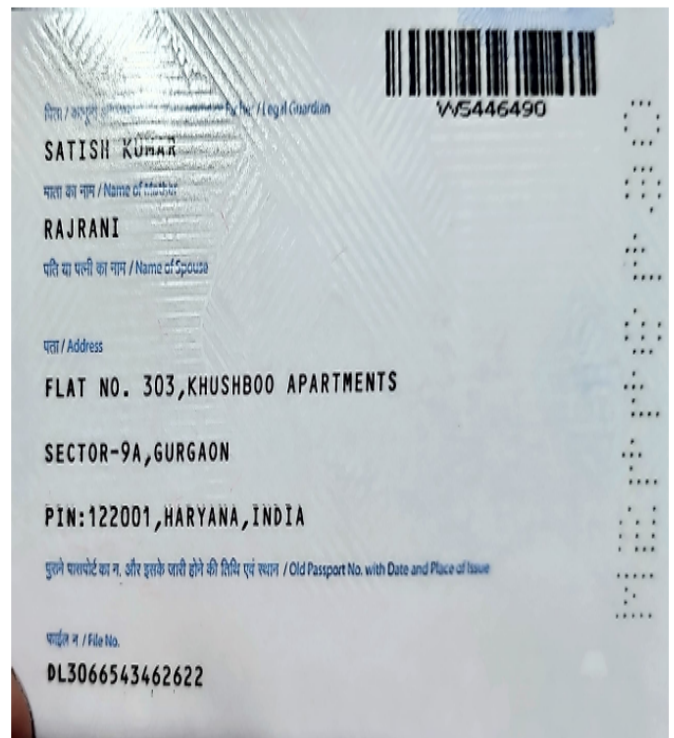 VV5446490
पिता / कानूनी / Legal Guardian
SATISH KUMAR
माता का नाम / Name of Mother
RAJRANI
पति या पत्नी का नाम / Name of Spouse
पता / Address
FLAT NO. 303,KHUSHBOO APARTMENTS
SECTOR-9A,GURGAON
PIN:122001,HARYANA,INDIA
पुराने पासपोर्ट का न. और इसके जारी होने की तिथि एवं स्थान / Old Passport No. with Date and Place of Issue
फाईल न / File No.
DL3066543462622